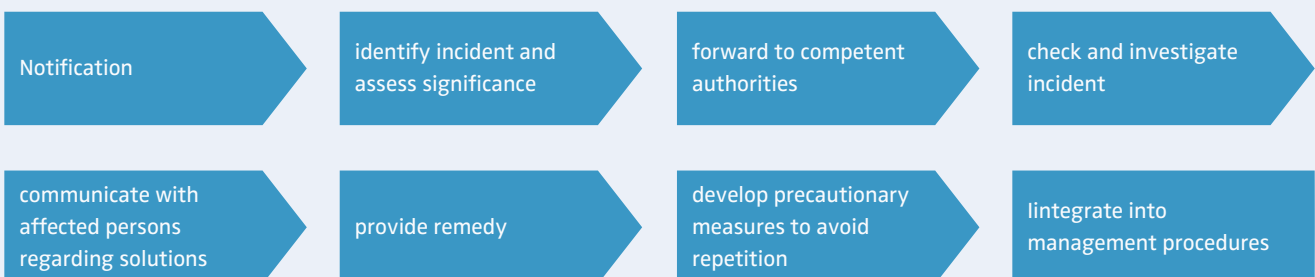 Notification
identify incident and
assess significance
forward to competent
authorities
check and investigate
incident
communicate with
affected persons
regarding solutions
provide remedy
develop precautionary
measures to avoid
repetition
lintegrate into
management procedures